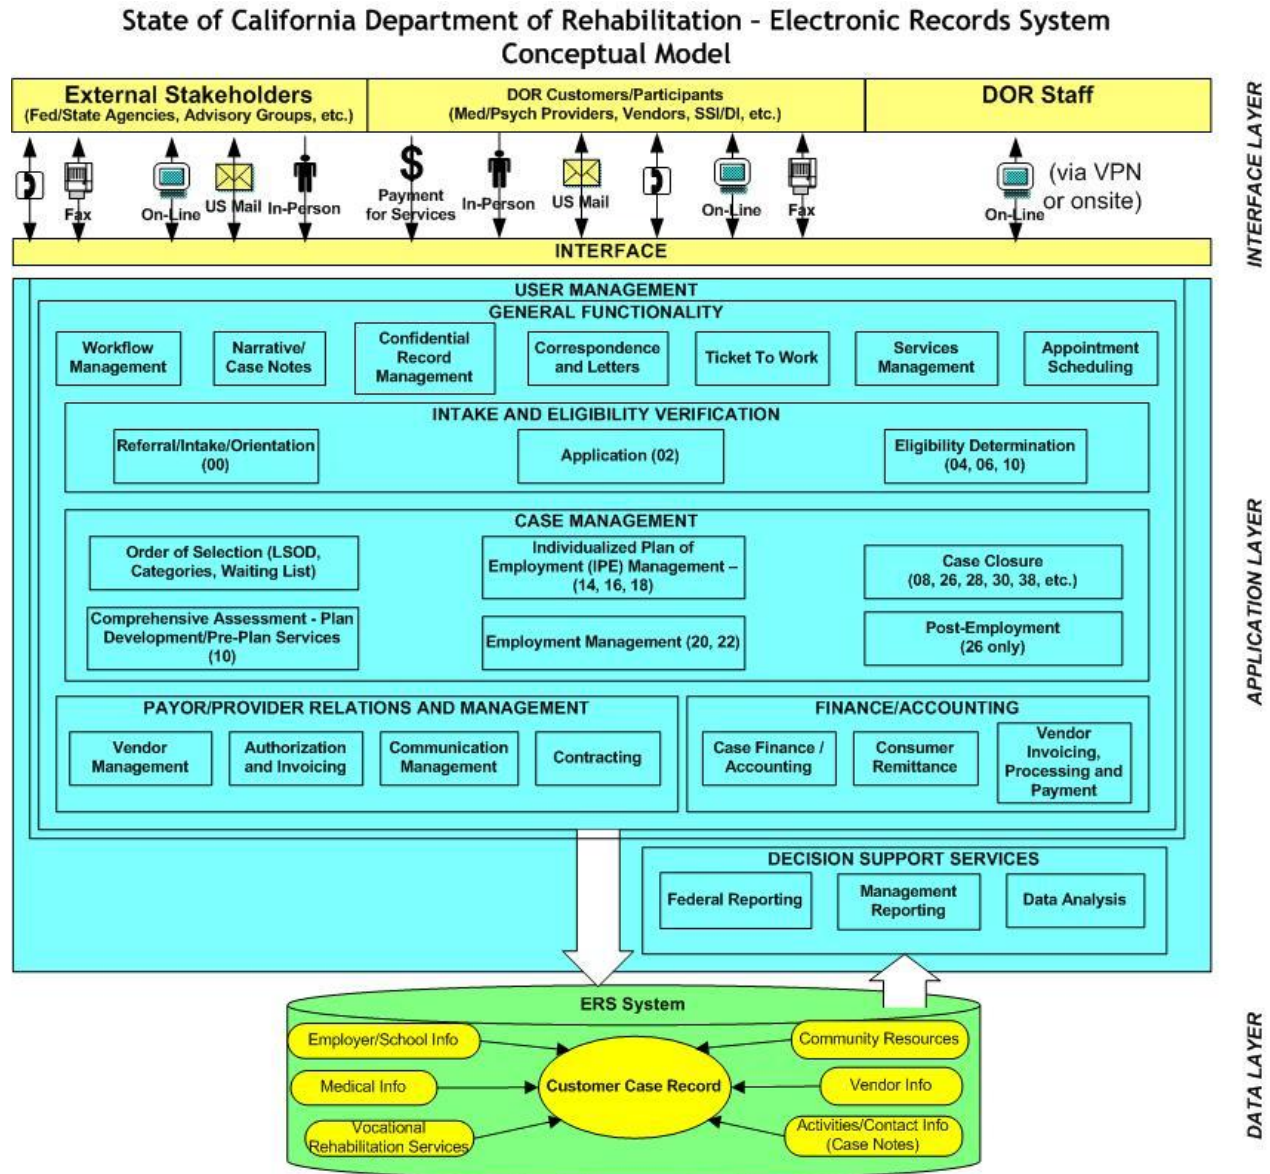 State of California Department of Rehabilitation - Electronic Records System
Conceptual Model
External Stakeholders
(Fed/State Agencies, Advisory Groups, etc.)
DOR Customers/Participants
(Med/Psych Providers, Vendors, SSI/DI, etc.)
DOR Staff
INTERFACE LAYER
Fax
On-Line
US Mail
In-Person
$
Payment
for Services
In-Person
US Mail
On-Line
Fax
On-Line
(via VPN
or onsite)
INTERFACE
USER MANAGEMENT
GENERAL FUNCTIONALITY
Workflow
Management
Narrative/
Case Notes
Confidential
Record
Management
Correspondence
and Letters
Ticket To Work
Services
Management
Appointment
Scheduling
INTAKE AND ELIGIBILITY VERIFICATION
Referral/Intake/Orientation
(00)
Application (02)
Eligibility Determination
(04, 06, 10)
APPLICATION LAYER
CASE MANAGEMENT
Order of Selection (LSOD,
Categories, Waiting List)
Individualized Plan of
Employment (IPE) Management –
(14, 16, 18)
Case Closure
(08, 26, 28, 30, 38, etc.)
Comprehensive Assessment - Plan
Development/Pre-Plan Services
(10)
Employment Management (20, 22)
Post-Employment
(26 only)
PAYOR/PROVIDER RELATIONS AND MANAGEMENT
Vendor
Management
Authorization
and Invoicing
Communication
Management
Contracting
FINANCE/ACCOUNTING
Case Finance /
Accounting
Consumer
Remittance
Vendor
Invoicing,
Processing and
Payment
DECISION SUPPORT SERVICES
Federal Reporting
Management
Reporting
Data Analysis
DATA LAYER
ERS System
Employer/School Info
Medical Info
Vocational
Rehabilitation Services
Customer Case Record
Community Resources
Vendor Info
Activities/Contact Info
(Case Notes)